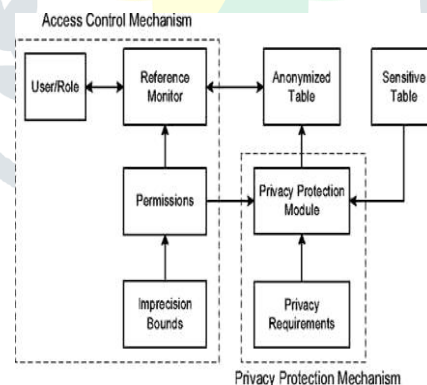 Access Control Mechanism
User/Role
Reference
Monitor
Anonymized
Table
Sensitive
Table
Permissions
Privacy Protection
Module
Imprecision
Bounds
Privacy
Requirements
Privacy Protection Mechanism